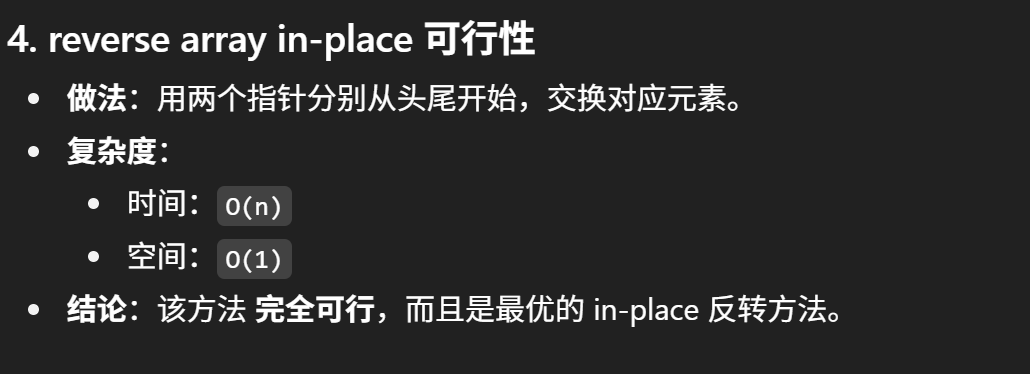 4. reverse array in-place 可行性
• 做法：用两个指针分别从头尾开始，交换对应元素。
• 复杂度：
• 时间：O(n)
• 空间：O(1)
• 结论：该方法 完全可行，而且是最优的 in-place 反转方法。